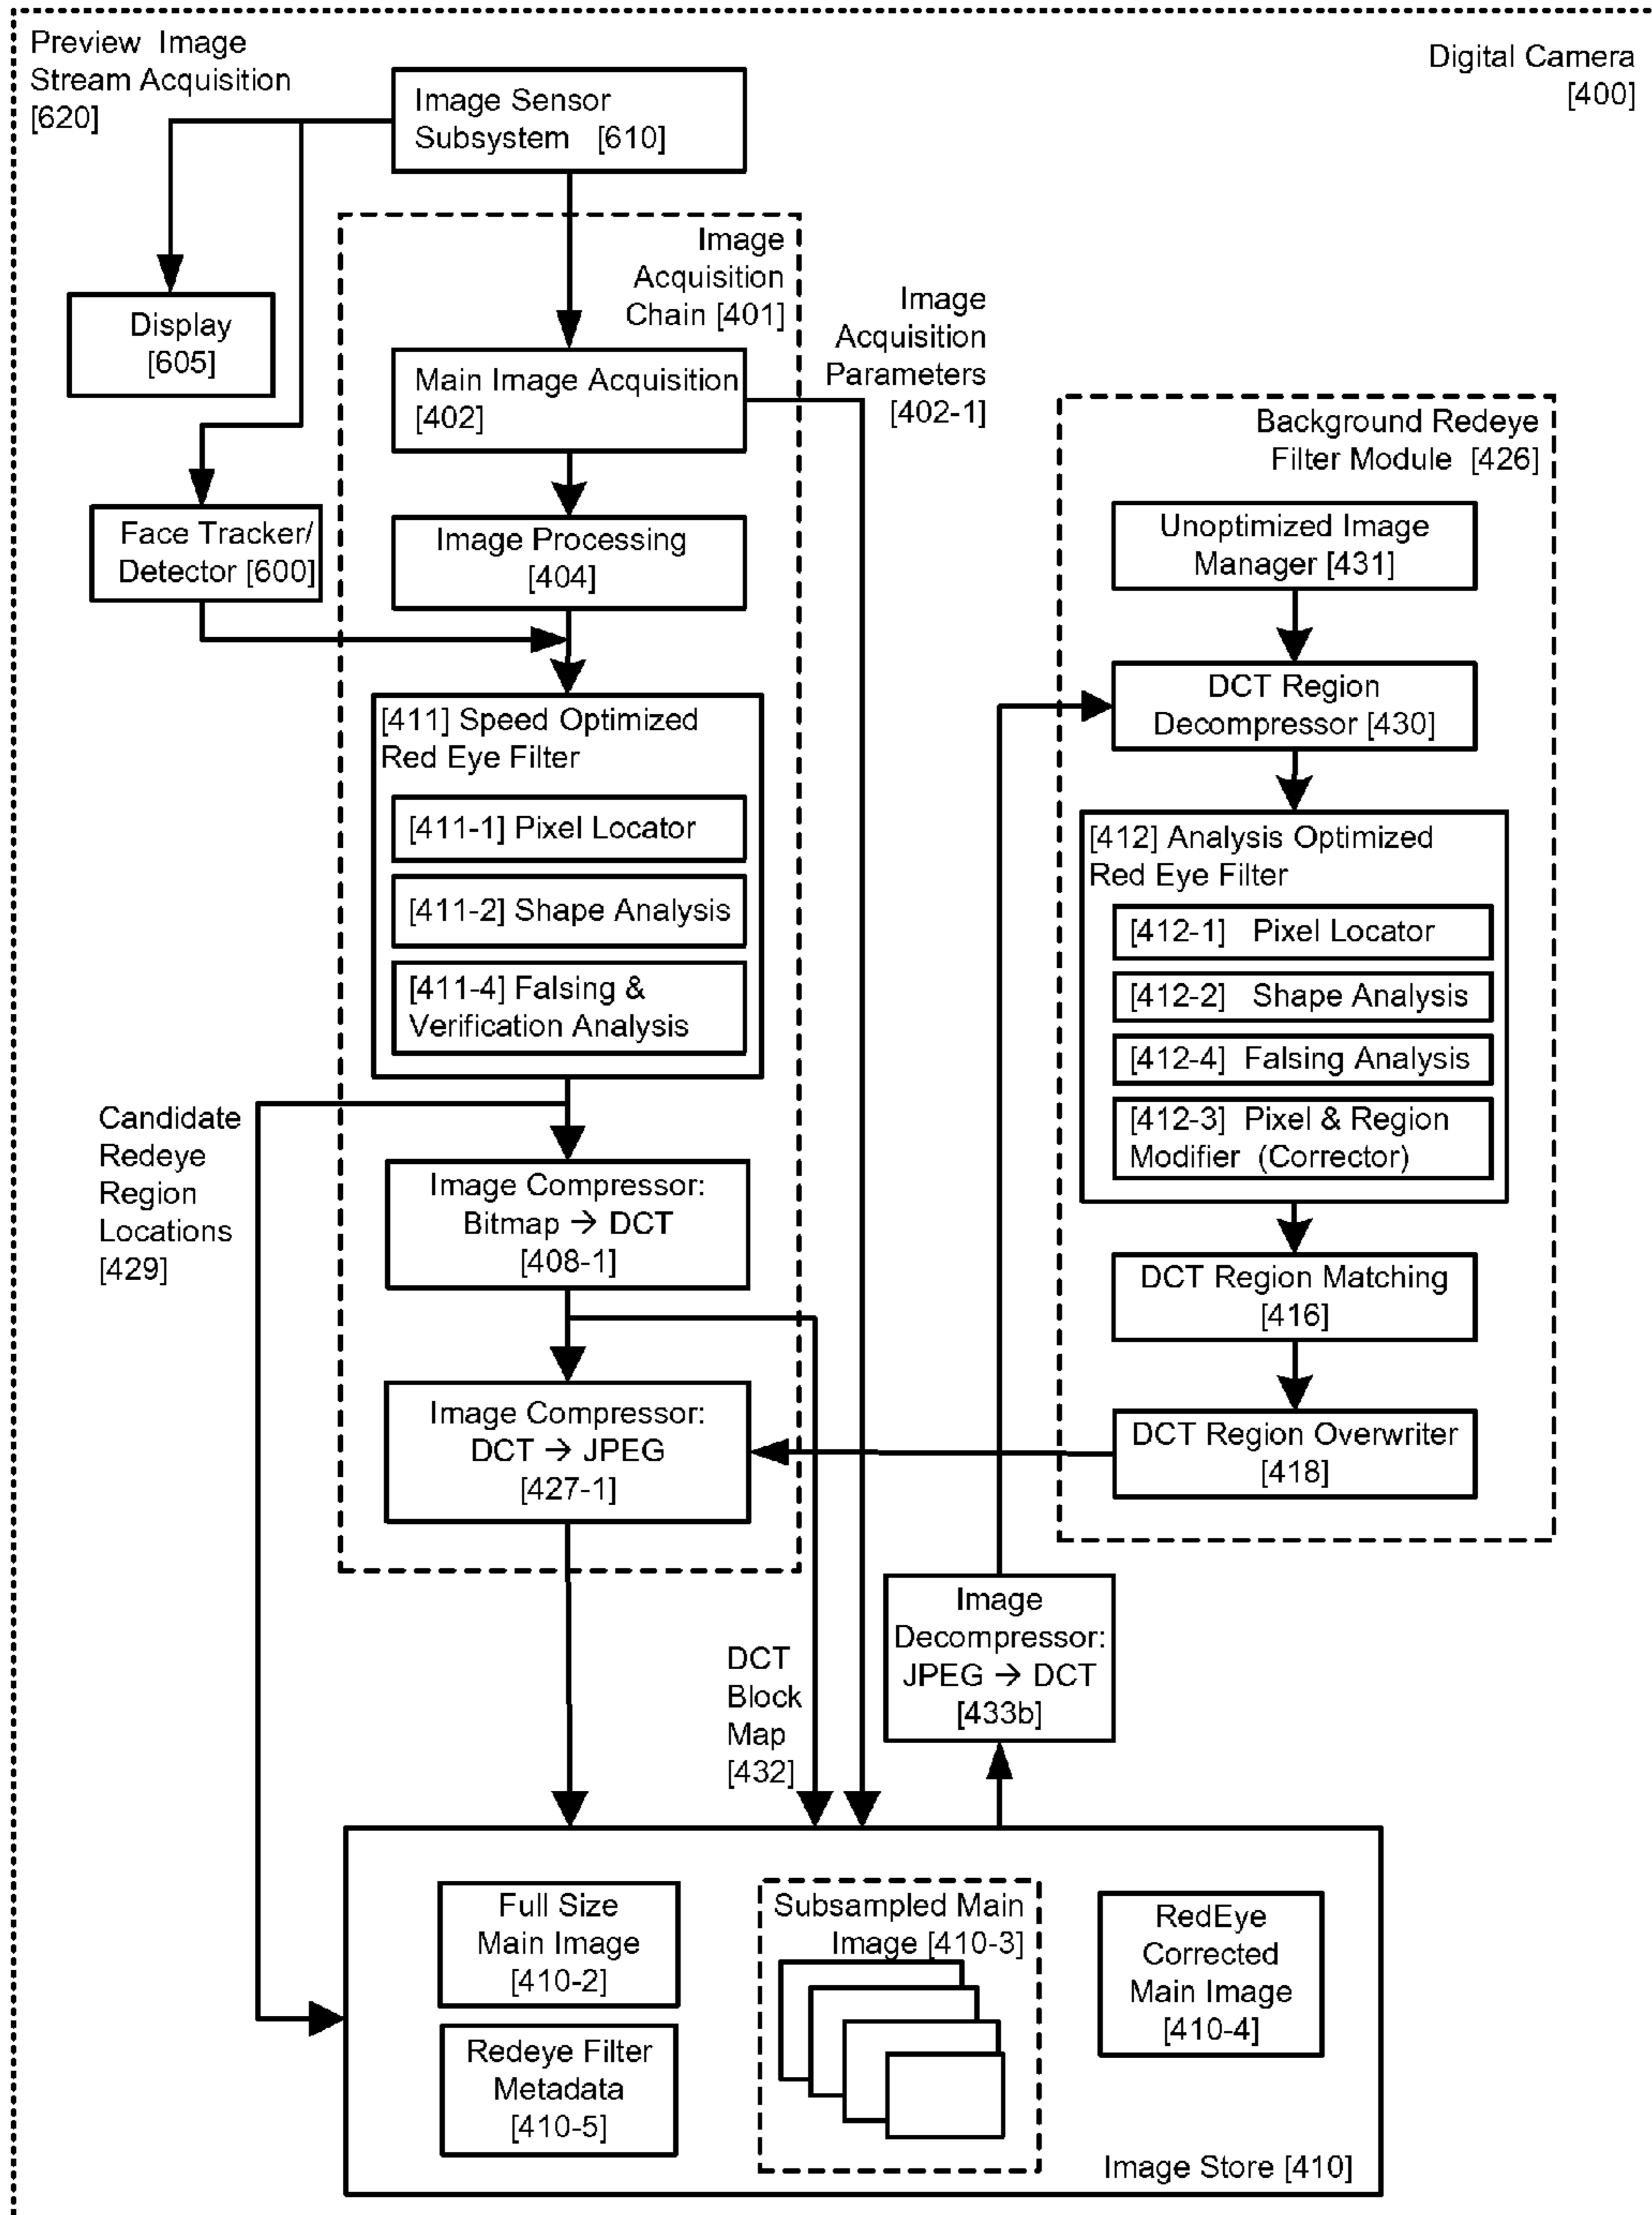 Preview Image
Stream Acquisition
[620]
Digital Camera
[400]
Image Sensor
Subsystem [610]
Image
Acquisition
Chain [401]
Display
[605]
Image
Acquisition
Parameters
[402-1]
Main Image Acquisition
[402]
Background Redeye
Filter Module [426]
Face Tracker/
Detector [600]
Image Processing
[404]
Unoptimized Image
Manager [431]
DCT Region
Decompressor [430]
[411] Speed Optimized
Red Eye Filter
[411-1] Pixel Locator
[411-2] Shape Analysis
[411-4] Falsing &
Verification Analysis
[412] Analysis Optimized
Red Eye Filter
[412-1] Pixel Locator
[412-2] Shape Analysis
[412-4] Falsing Analysis
[412-3] Pixel & Region
Modifier (Corrector)
Candidate
Redeye
Region
Locations
[429]
Image Compressor:
Bitmap → DCT
[408-1]
DCT Region Matching
[416]
Image Compressor:
DCT → JPEG
[427-1]
DCT Region Overwriter
[418]
DCT
Block
Map
[432]
Image
Decompressor:
JPEG → DCT
[433b]
Full Size
Main Image
[410-2]
Subsampled Main
Image [410-3]
RedEye
Corrected
Main Image
[410-4]
Redeye Filter
Metadata
[410-5]
Image Store [410]